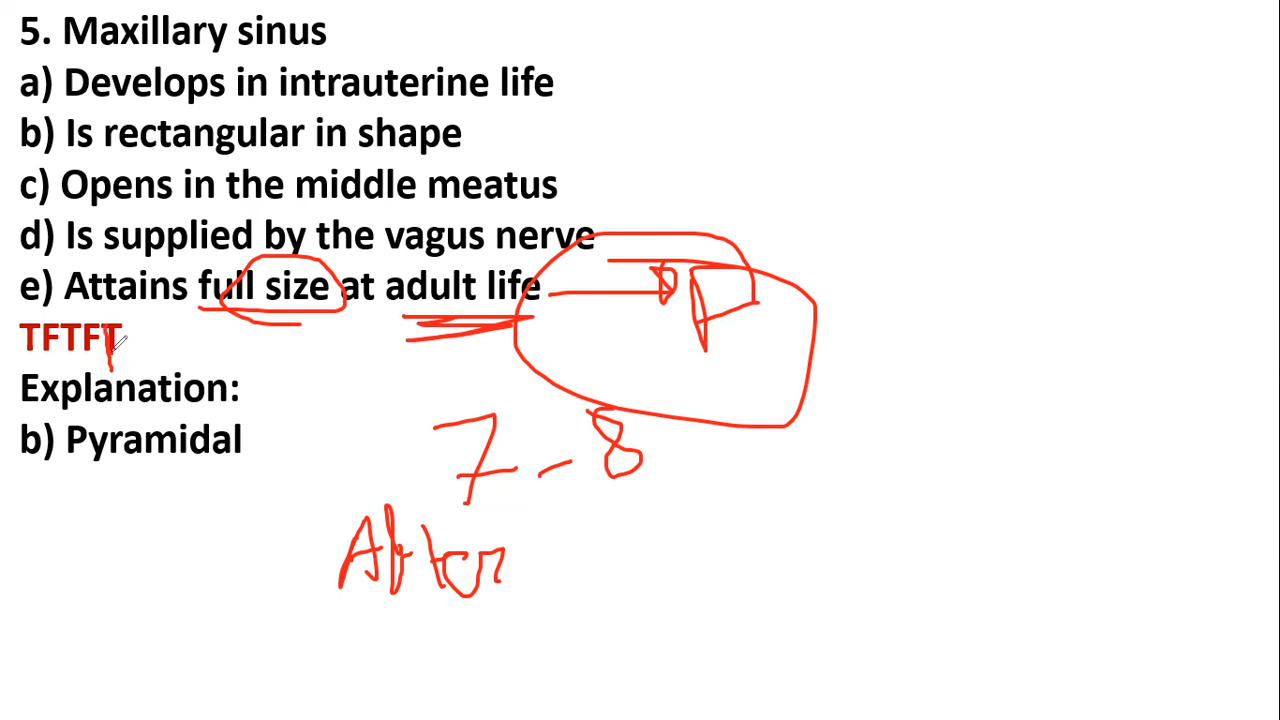 5. Maxillary sinus
a) Develops in intrauterine life
b) Is rectangular in shape
c) Opens in the middle meatus
d) Is supplied by the vagus nerve
e) Attains full size at adult life
TFTFT
Explanation:
b) Pyramidal
7-8
After